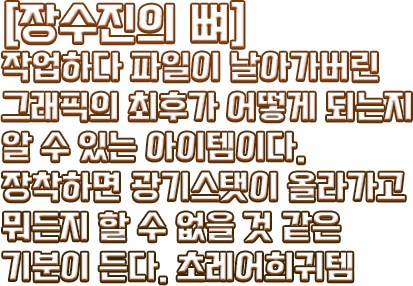 [장수진의 뼈]
작업하다 파일이 날아가버린
그래픽의 최후가 어떻게 되는지
알 수 있는 아이템이다.
장착하면 광기스탯이 올라가고
뭐든지 할 수 없을 것 같은
기분이 든다. 초레어희귀템